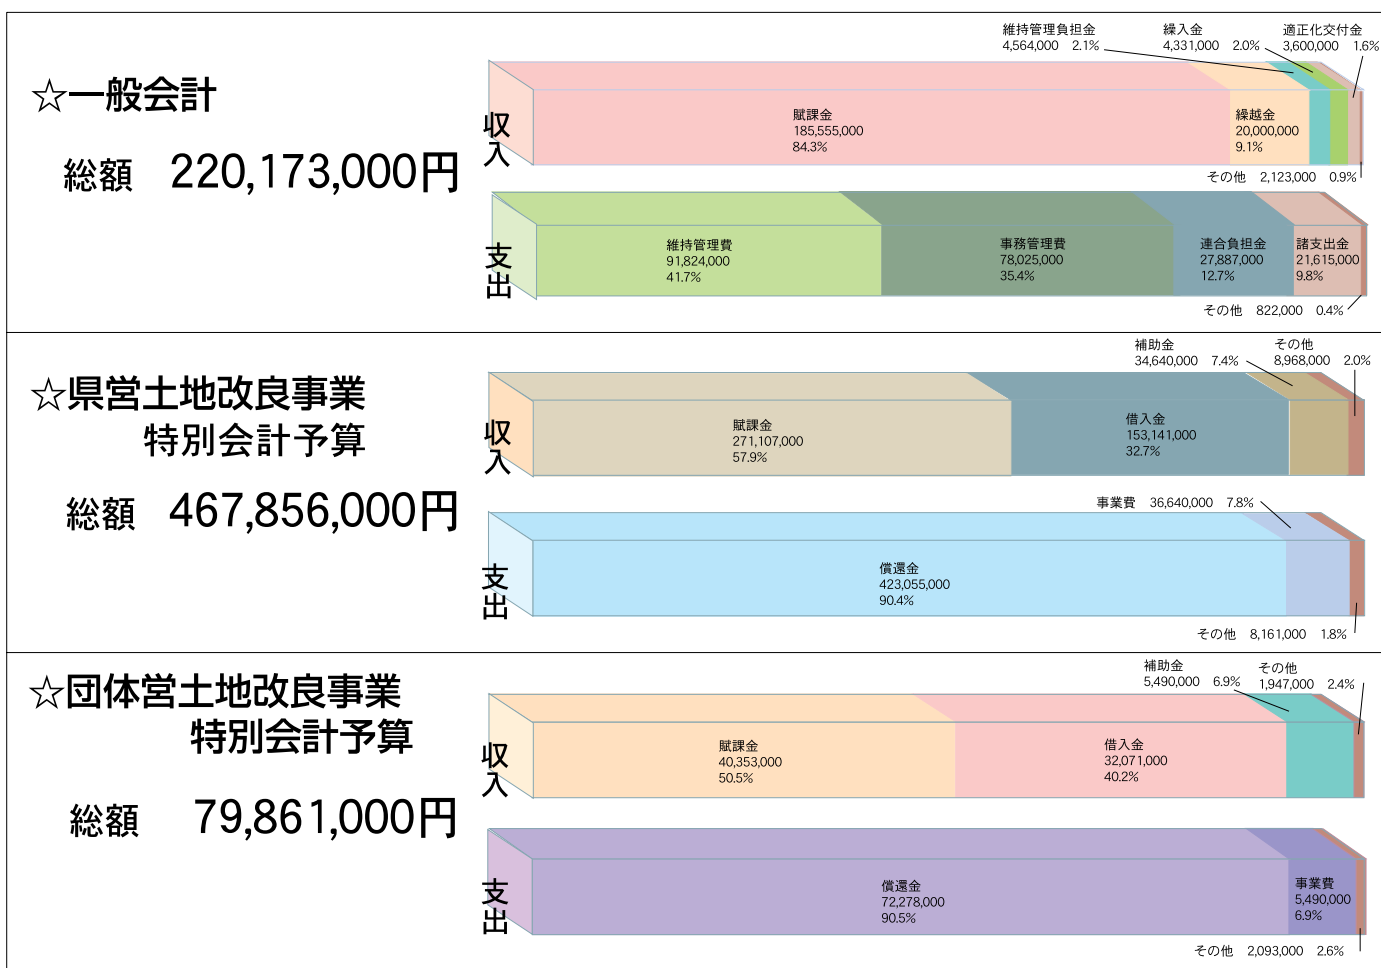 ☆一般会計
総額 220,173,000円
収入
維持管理負担金
4,564,000 2.1%
繰入金
4,331,000 2.0%
適正化交付金
3,600,000 1.6%
賦課金
185,555,000
84.3%
繰越金
20,000,000
9.1%
その他 2,123,000 0.9%
支出
維持管理費
91,824,000
41.7%
事務管理費
78,025,000
35.4%
連合負担金
27,887,000
12.7%
諸支出金
21,615,000
9.8%
その他 822,000 0.4%
☆県営土地改良事業
特別会計予算
総額 467,856,000円
収入
補助金
34,640,000 7.4%
その他
8,968,000 2.0%
賦課金
271,107,000
57.9%
借入金
153,141,000
32.7%
支出
事業費 36,640,000 7.8%
償還金
423,055,000
90.4%
その他 8,161,000 1.8%
☆団体営土地改良事業
特別会計予算
総額 79,861,000円
収入
補助金
5,490,000 6.9%
その他
1,947,000 2.4%
賦課金
40,353,000
50.5%
借入金
32,071,000
40.2%
支出
償還金
72,278,000
90.5%
事業費
5,490,000
6.9%
その他 2,093,000 2.6%